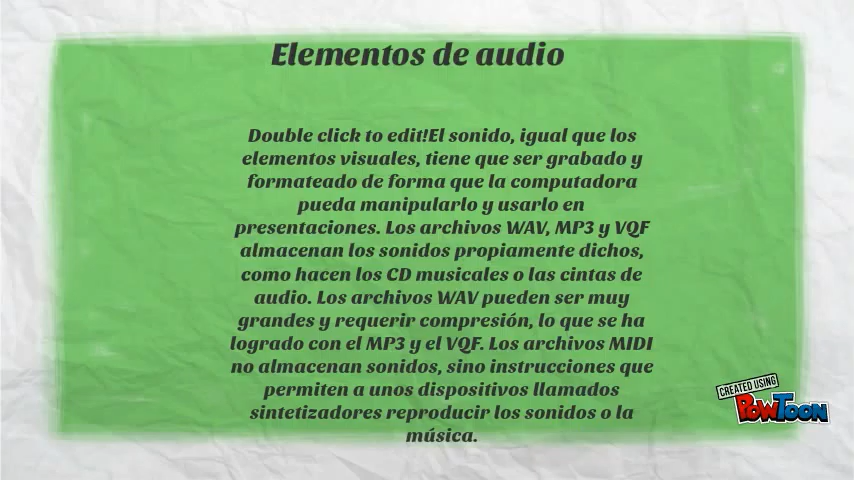 Elementos de audio
Double click to edit!El sonido, igual que los
elementos visuales, tiene que ser grabado y
formateado de forma que la computadora
pueda manipularlo y usarlo en
presentaciones. Los archivos WAV, MP3 y VQF
almacenan los sonidos propiamente dichos,
como hacen los CD musicales o las cintas de
audio. Los archivos WAV pueden ser muy
grandes y requerir compresión, lo que se ha
logrado con el MP3 y el VQF. Los archivos MIDI
no almacenan sonidos, sino instrucciones que
permiten a unos dispositivos llamados
sintetizadores reproducir los sonidos o la
música.
CREATED USING
POWTOON